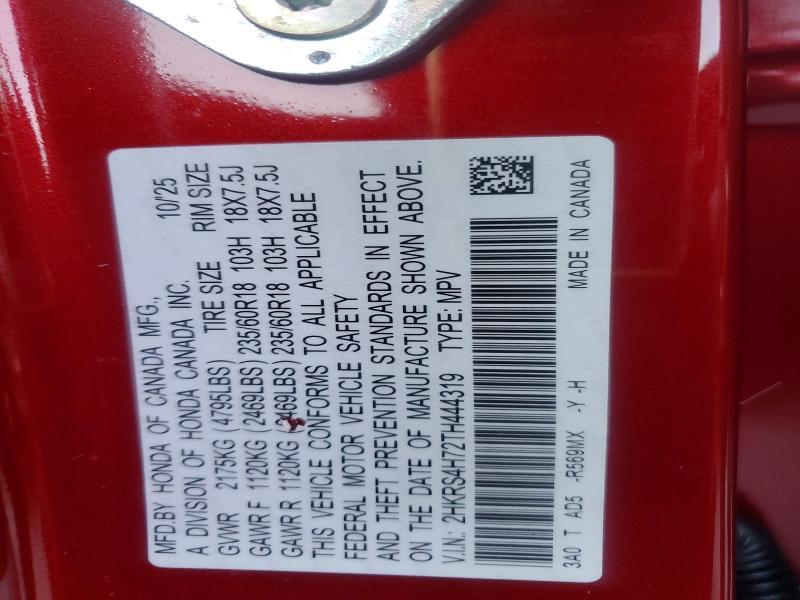 MFD.BY HONDA OF CANADA MFG., 10/'25
A DIVISION OF HONDA CANADA INC.
GVWR 2175KG (4795LBS) TIRE SIZE RIM SIZE
GAWR F 1120KG (2469LBS) 235/60R18 103H 18X7.5J
GAWR R 1120KG (2469LBS) 235/60R18 103H 18X7.5J
THIS VEHICLE CONFORMS TO ALL APPLICABLE
FEDERAL MOTOR VEHICLE SAFETY
AND THEFT PREVENTION STANDARDS IN EFFECT
ON THE DATE OF MANUFACTURE SHOWN ABOVE.
V.I.N.: 2HKRS4H72TH444319 TYPE: MPV
3A0 T AD5 -R569MX -Y -H MADE IN CANADA